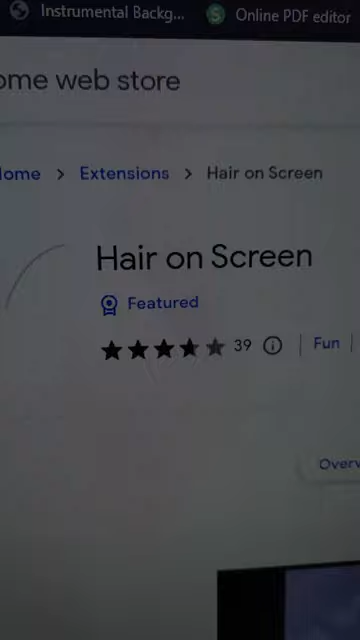 Instrumental Backg... Online PDF editor
ome web store
Home > Extensions > Hair on Screen
Hair on Screen
Featured
39 Fun
Overv